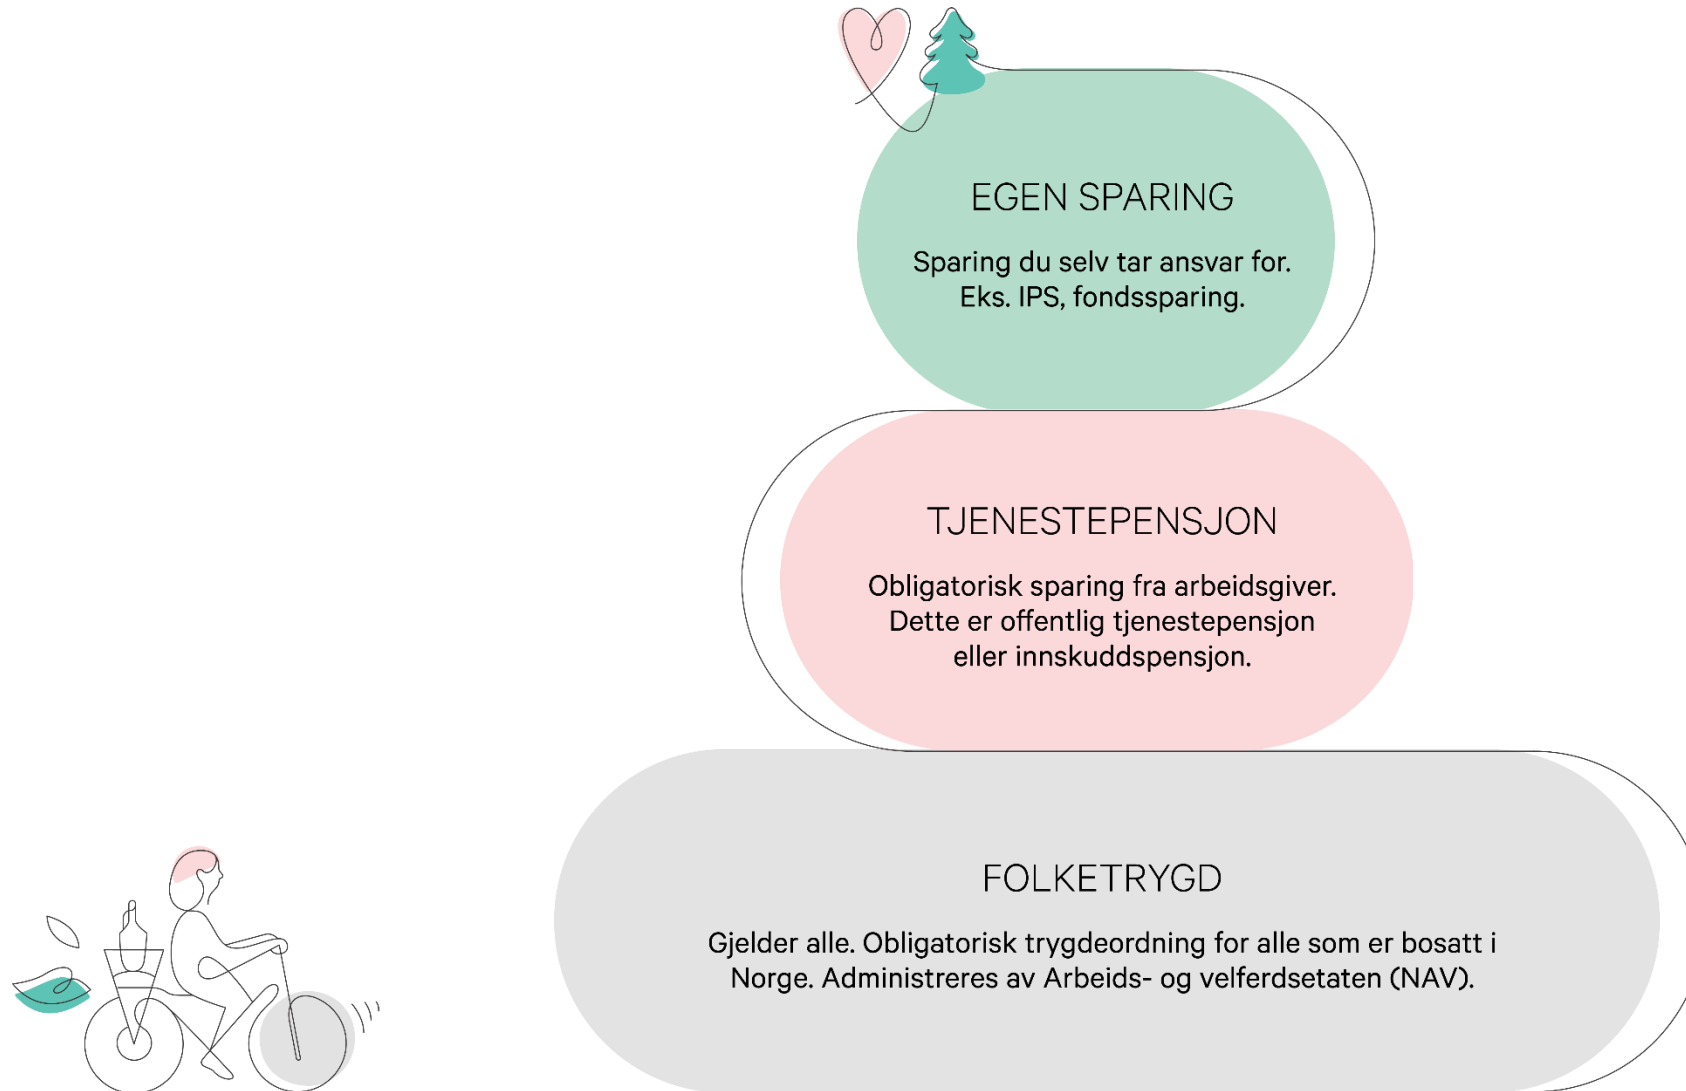 EGEN SPARING
Sparing du selv tar ansvar for.
Eks. IPS, fondssparing.
TJENESTEPENSJON
Obligatorisk sparing fra arbeidsgiver.
Dette er offentlig tjenestepensjon
eller innskuddspensjon.
FOLKETRYGD
Gjelder alle. Obligatorisk trygdeordning for alle som er bosatt i
Norge. Administreres av Arbeids- og velferdsetaten (NAV).